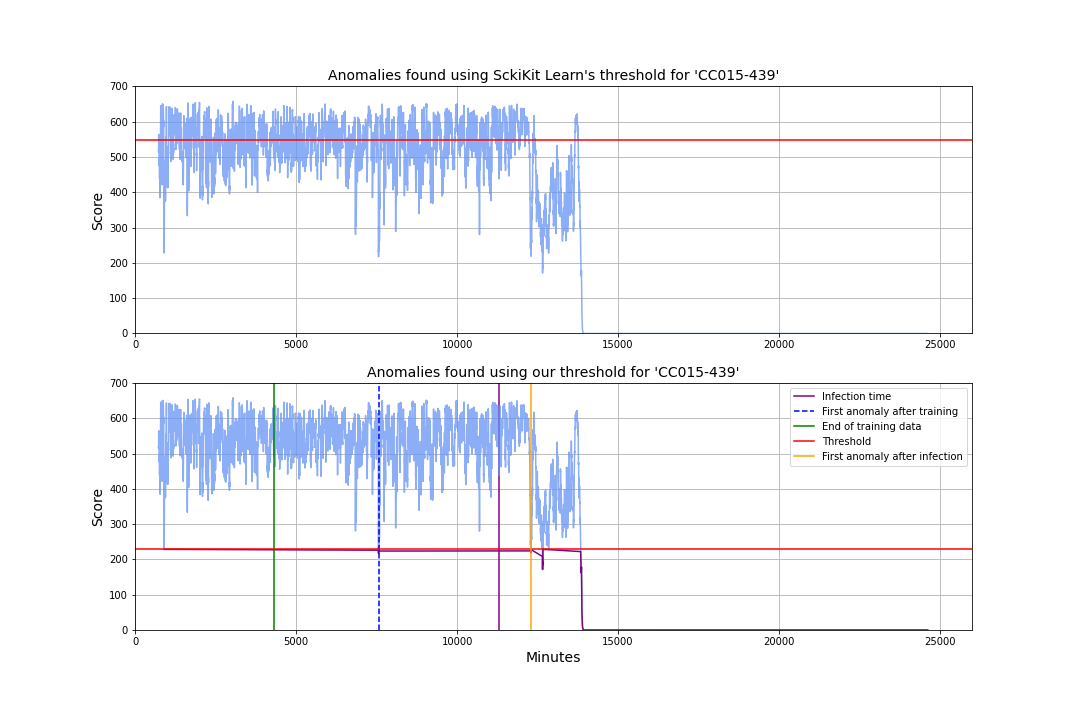 Anomalies found using SckiKit Learn's threshold for 'CC015-439'
700
600
500
400
300
200
100
0
Score
0 5000 10000 15000 20000 25000
Anomalies found using our threshold for 'CC015-439'
700
600
500
400
300
200
100
0
Score
Infection time
First anomaly after training
End of training data
Threshold
First anomaly after infection
0 5000 10000 15000 20000 25000
Minutes